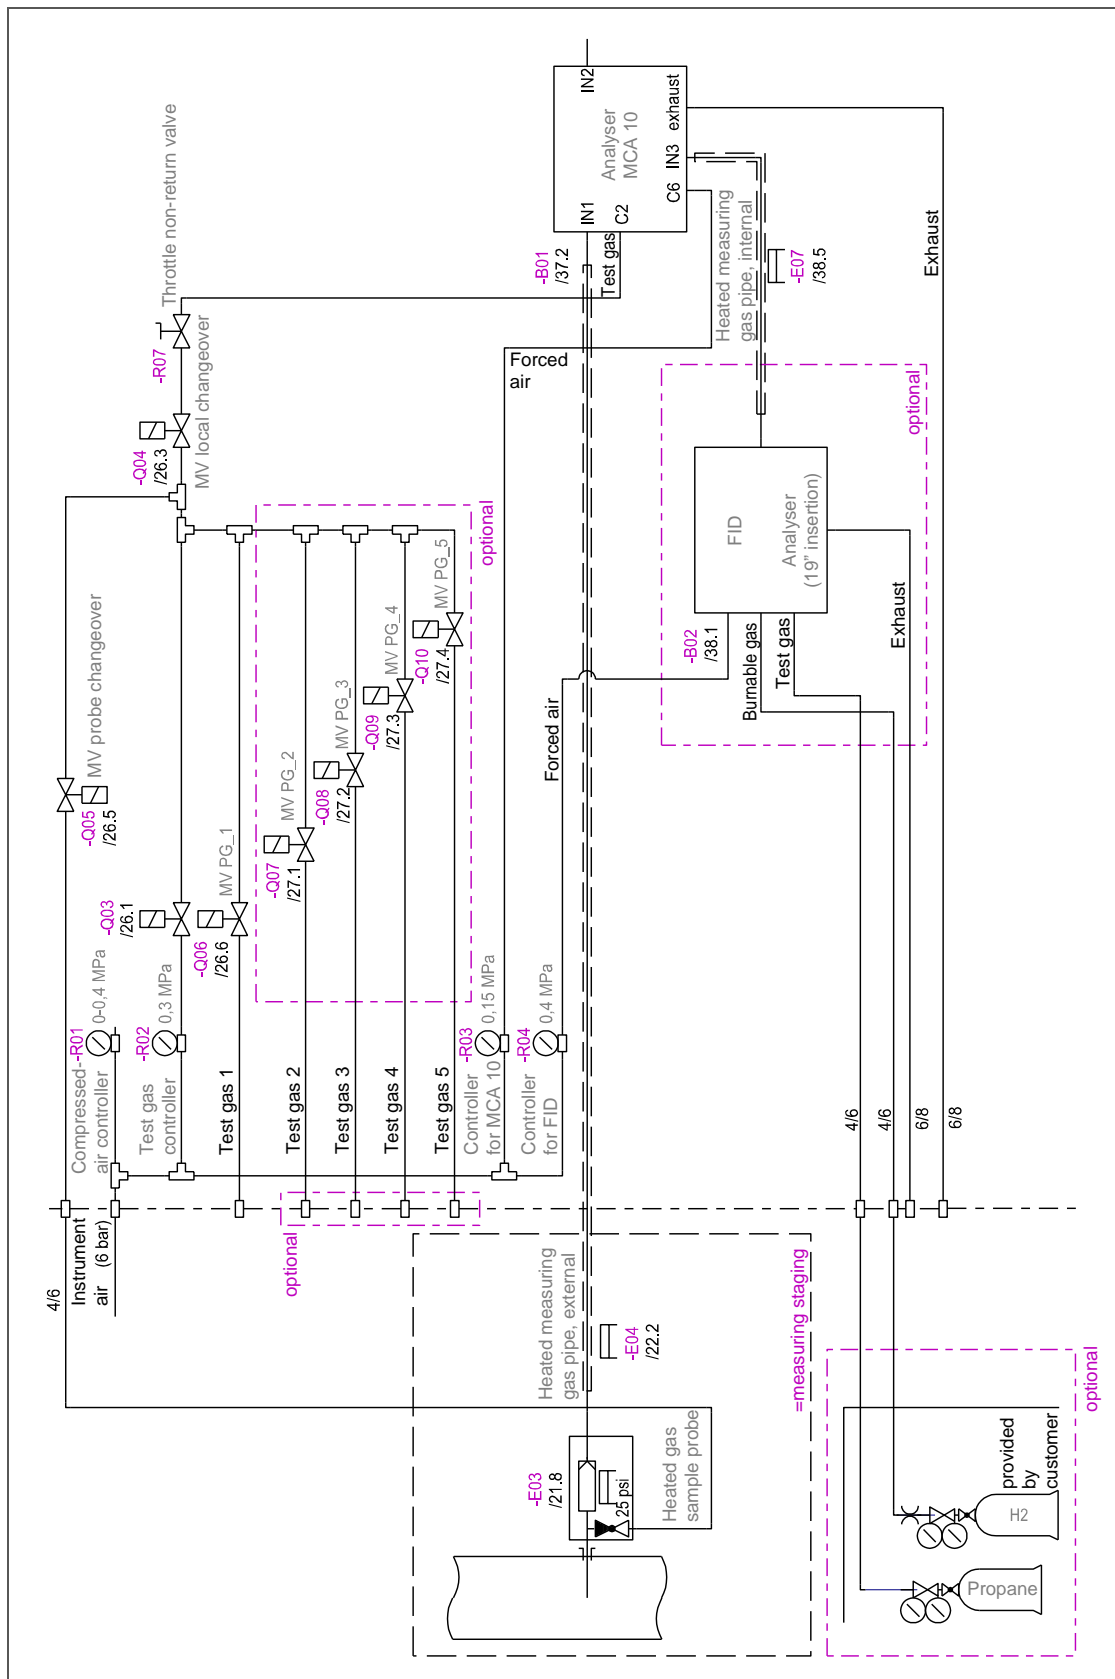 IN2
Analyser
MCA 10
exhaust
IN3
C6
IN1
C2
Test gas
-B01
/37.2
Throttle non-return valve
-R07
MV local changeover
-Q04
/26.3
Heated measuring
gas pipe, internal
-E07
/38.5
Exhaust
Forced
air
optional
FID
Analyser
(19" insertion)
-B02
/38.1
Burnable gas
Test gas
Exhaust
optional
MV PG_5
-Q10
/27.4
MV PG_4
-Q09
/27.3
MV PG_3
-Q08
/27.2
MV PG_2
-Q07
/27.1
MV PG_1
-Q06
/26.6
MV probe changeover
-Q05
/26.5
-Q03
/26.1
Forced air
-R01
0-0,4 MPa
Compressed-
air controller
-R02
0,3 MPa
Test gas
controller
Test gas 1
Test gas 2
Test gas 3
Test gas 4
Test gas 5
-R03
0,15 MPa
Controller
for MCA 10
-R04
0,4 MPa
Controller
for FID
4/6
4/6
6/8
6/8
4/6
Instrument
air (6 bar)
optional
Heated measuring
gas pipe, external
-E04
/22.2
=measuring staging
-E03
/21.8
25 psi
Heated gas
sample probe
optional
provided
by
customer
H2
Propane